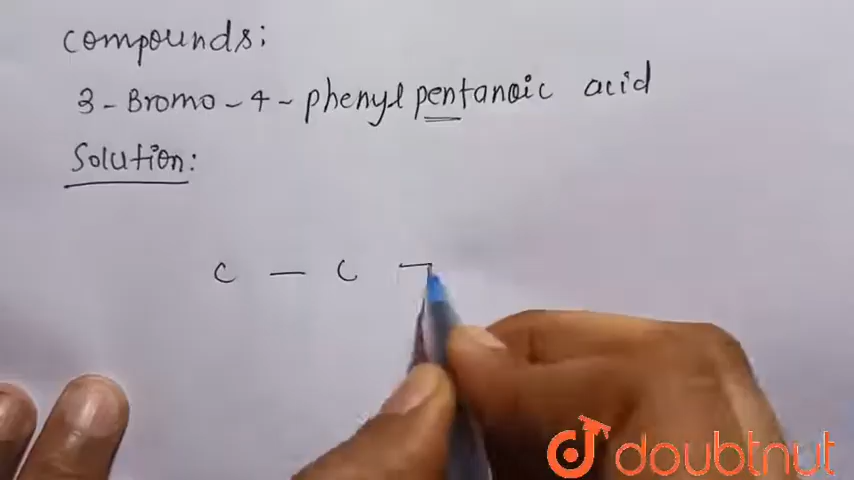 compounds:
3-Bromo-4-phenyl pentanoic acid
Solution:
C — C —
doubtnut